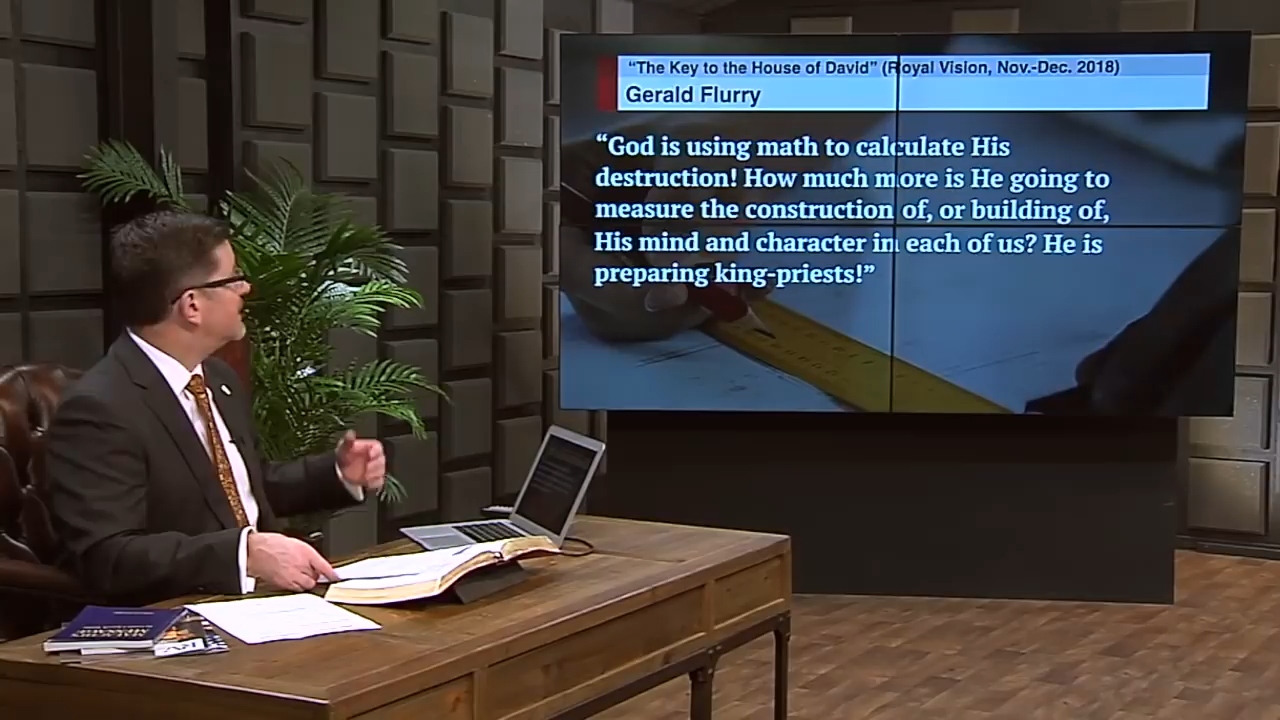 “The Key to the House of David” (Royal Vision, Nov.-Dec. 2018)
Gerald Flurry
“God is using math to calculate His
destruction! How much more is He going to
measure the construction of, or building of,
His mind and character in each of us? He is
preparing king-priests!”